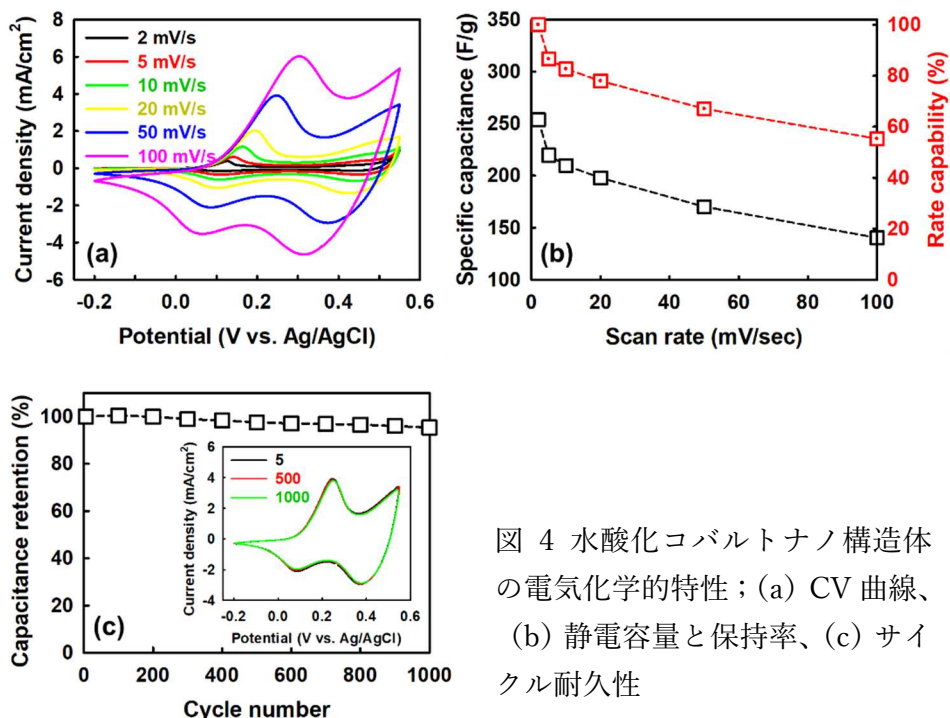 8
6
4
2
0
-2
-4
-6
Current density (mA/cm²)
2 mV/s
5 mV/s
10 mV/s
20 mV/s
50 mV/s
100 mV/s
(a)
-0.2 0.0 0.2 0.4 0.6
Potential (V vs. Ag/AgCl)
350
300
250
200
150
100
Specific capacitance (F/g)
(b)
0 20 40 60 80 100
Scan rate (mV/sec)
100
80
60
40
20
0
Rate capability (%)
100
80
60
40
20
0
Capacitance retention (%)
(c)
0 200 400 600 800 1000
Cycle number
6
4
2
0
-2
-4
Current density (mA/cm²)
5
500
1000
-0.2 0.0 0.2 0.4 0.6
Potential (V vs. Ag/AgCl)
図 4 水酸化コバルトナノ構造体
の電気化学的特性；(a) CV 曲線、
(b) 静電容量と保持率、(c) サイ
クル耐久性